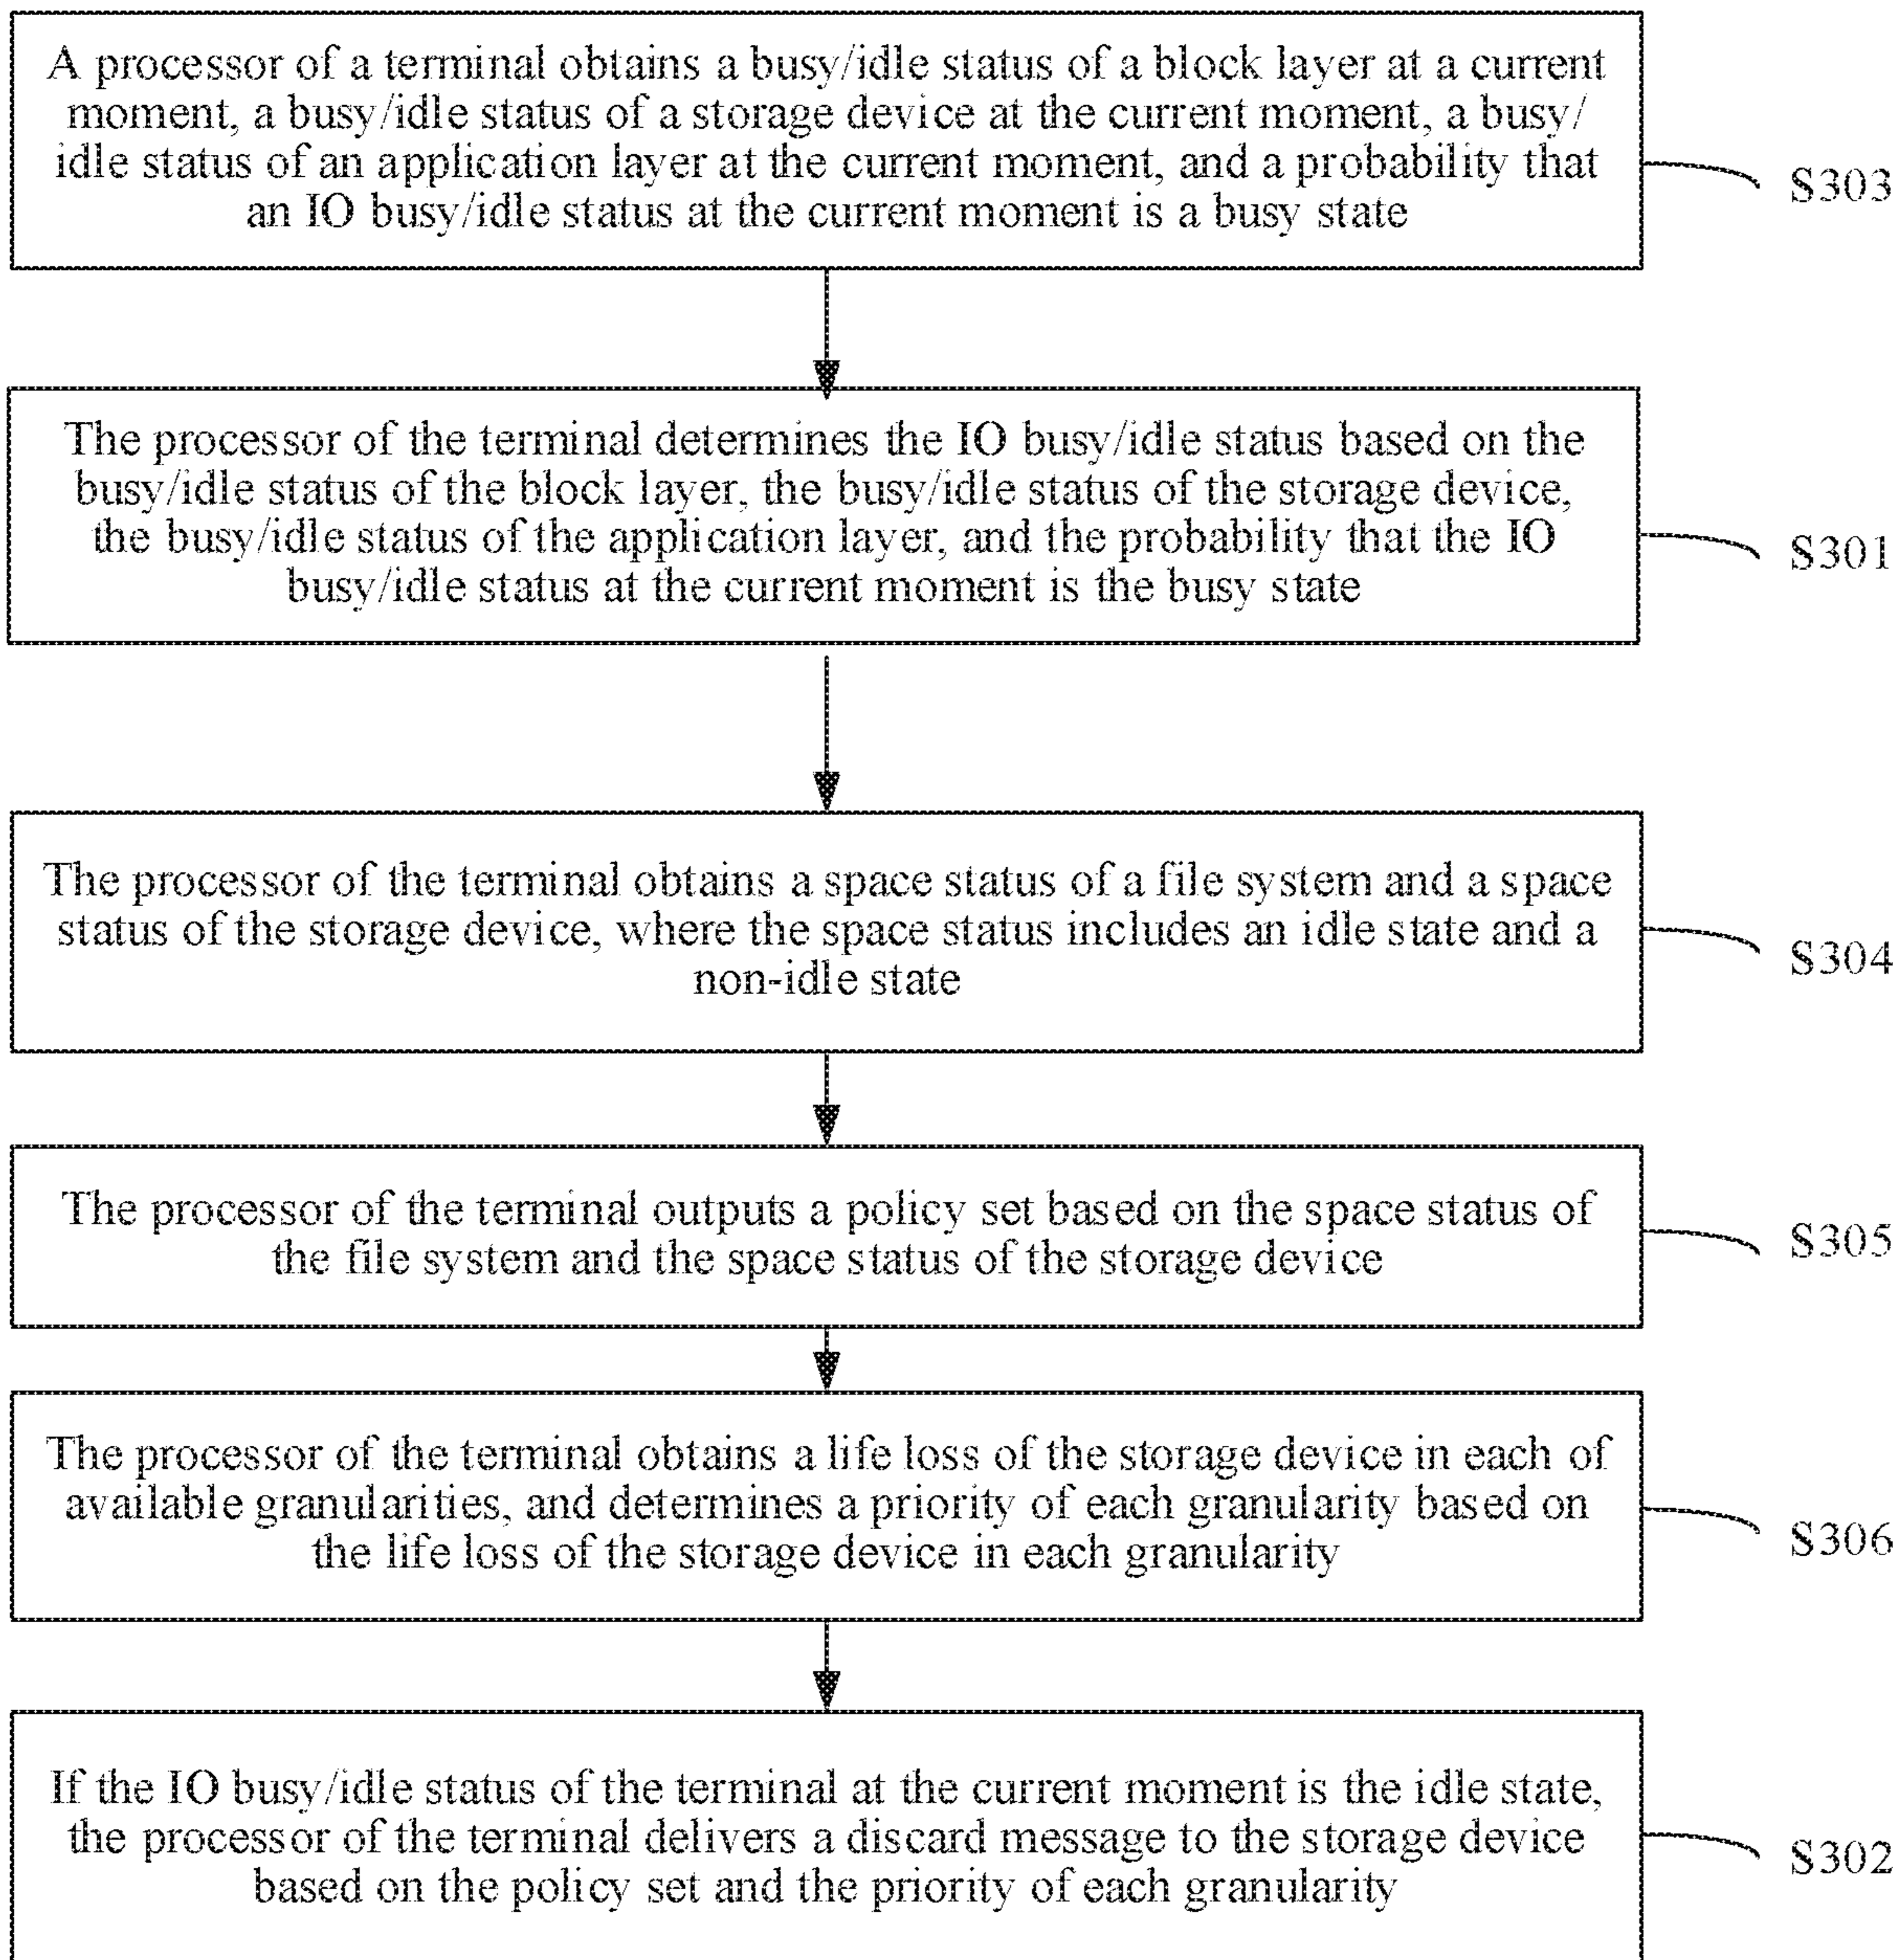 A processor of a terminal obtains a busy/idle status of a block layer at a current
moment, a busy/idle status of a storage device at the current moment, a busy/
idle status of an application layer at the current moment, and a probability that
an IO busy/idle status at the current moment is a busy state
S303
The processor of the terminal determines the IO busy/idle status based on the
busy/idle status of the block layer, the busy/idle status of the storage device,
the busy/idle status of the application layer, and the probability that the IO
busy/idle status at the current moment is the busy state
S301
The processor of the terminal obtains a space status of a file system and a space
status of the storage device, where the space status includes an idle state and a
non-idle state
S304
The processor of the terminal outputs a policy set based on the space status of
the file system and the space status of the storage device
S305
The processor of the terminal obtains a life loss of the storage device in each of
available granularities, and determines a priority of each granularity based on
the life loss of the storage device in each granularity
S306
If the IO busy/idle status of the terminal at the current moment is the idle state,
the processor of the terminal delivers a discard message to the storage device
based on the policy set and the priority of each granularity
S302